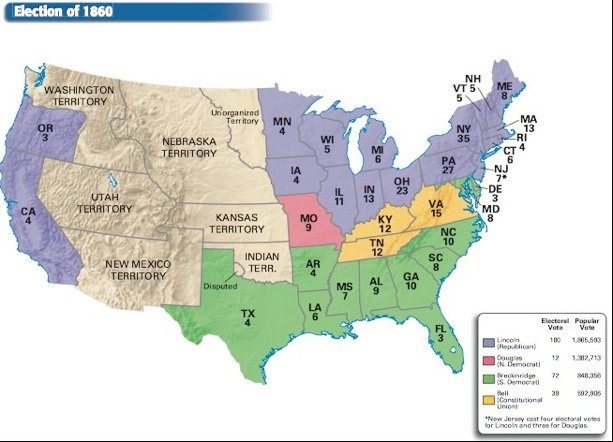 Election of 1860
WASHINGTON
TERRITORY
OR
3
CA
4
UTAH
TERRITORY
NEW MEXICO
TERRITORY
Unorganized
Territory
NEBRASKA
TERRITORY
KANSAS
TERRITORY
INDIAN
TERR.
Disputed
TX
4
MN
4
IA
4
MO
9
AR
4
LA
6
WI
5
IL
11
MI
6
IN
13
OH
23
KY
12
TN
12
MS
7
AL
9
GA
10
FL
3
SC
8
NC
10
VA
15
PA
27
NY
35
VT 5
5
NH
ME
8
MA
13
RI
4
CT
6
NJ
7*
DE
3
MD
8
Electoral Popular
Vote Vote
Lincoln 180 1,865,593
(Republican)
Douglas 12 1,382,713
(N. Democrat)
Breckinridge 72 848,356
(S. Democrat)
Bell 39 592,906
(Constitutional
Union)
*New Jersey cast four electoral votes
for Lincoln and three for Douglas.